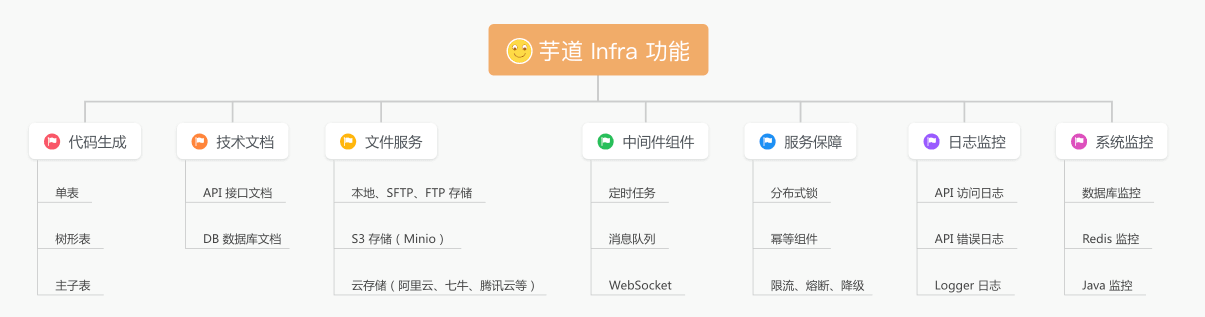 芋道 Infra 功能
代码生成
技术文档
文件服务
中间件组件
服务保障
日志监控
系统监控
单表
API 接口文档
本地、SFTP、FTP 存储
定时任务
分布式锁
API 访问日志
数据库监控
树形表
DB 数据库文档
S3 存储（Minio）
消息队列
幂等组件
API 错误日志
Redis 监控
主子表
云存储（阿里云、七牛、腾讯云等）
WebSocket
限流、熔断、降级
Logger 日志
Java 监控